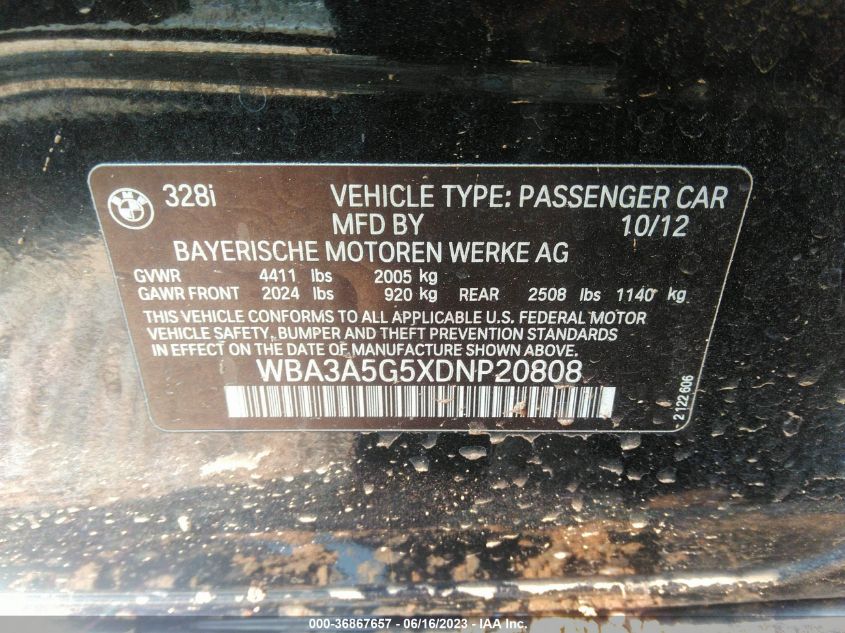 328i VEHICLE TYPE: PASSENGER CAR
MFD BY 10/12
BAYERISCHE MOTOREN WERKE AG
GVWR 4411 lbs 2005 kg
GAWR FRONT 2024 lbs 920 kg REAR 2508 lbs 1140 kg
THIS VEHICLE CONFORMS TO ALL APPLICABLE U.S. FEDERAL MOTOR
VEHICLE SAFETY, BUMPER AND THEFT PREVENTION STANDARDS
IN EFFECT ON THE DATE OF MANUFACTURE SHOWN ABOVE.
WBA3A5G5XDNP20808
2 122 606
000-36867657 - 06/16/2023 - IAA Inc.